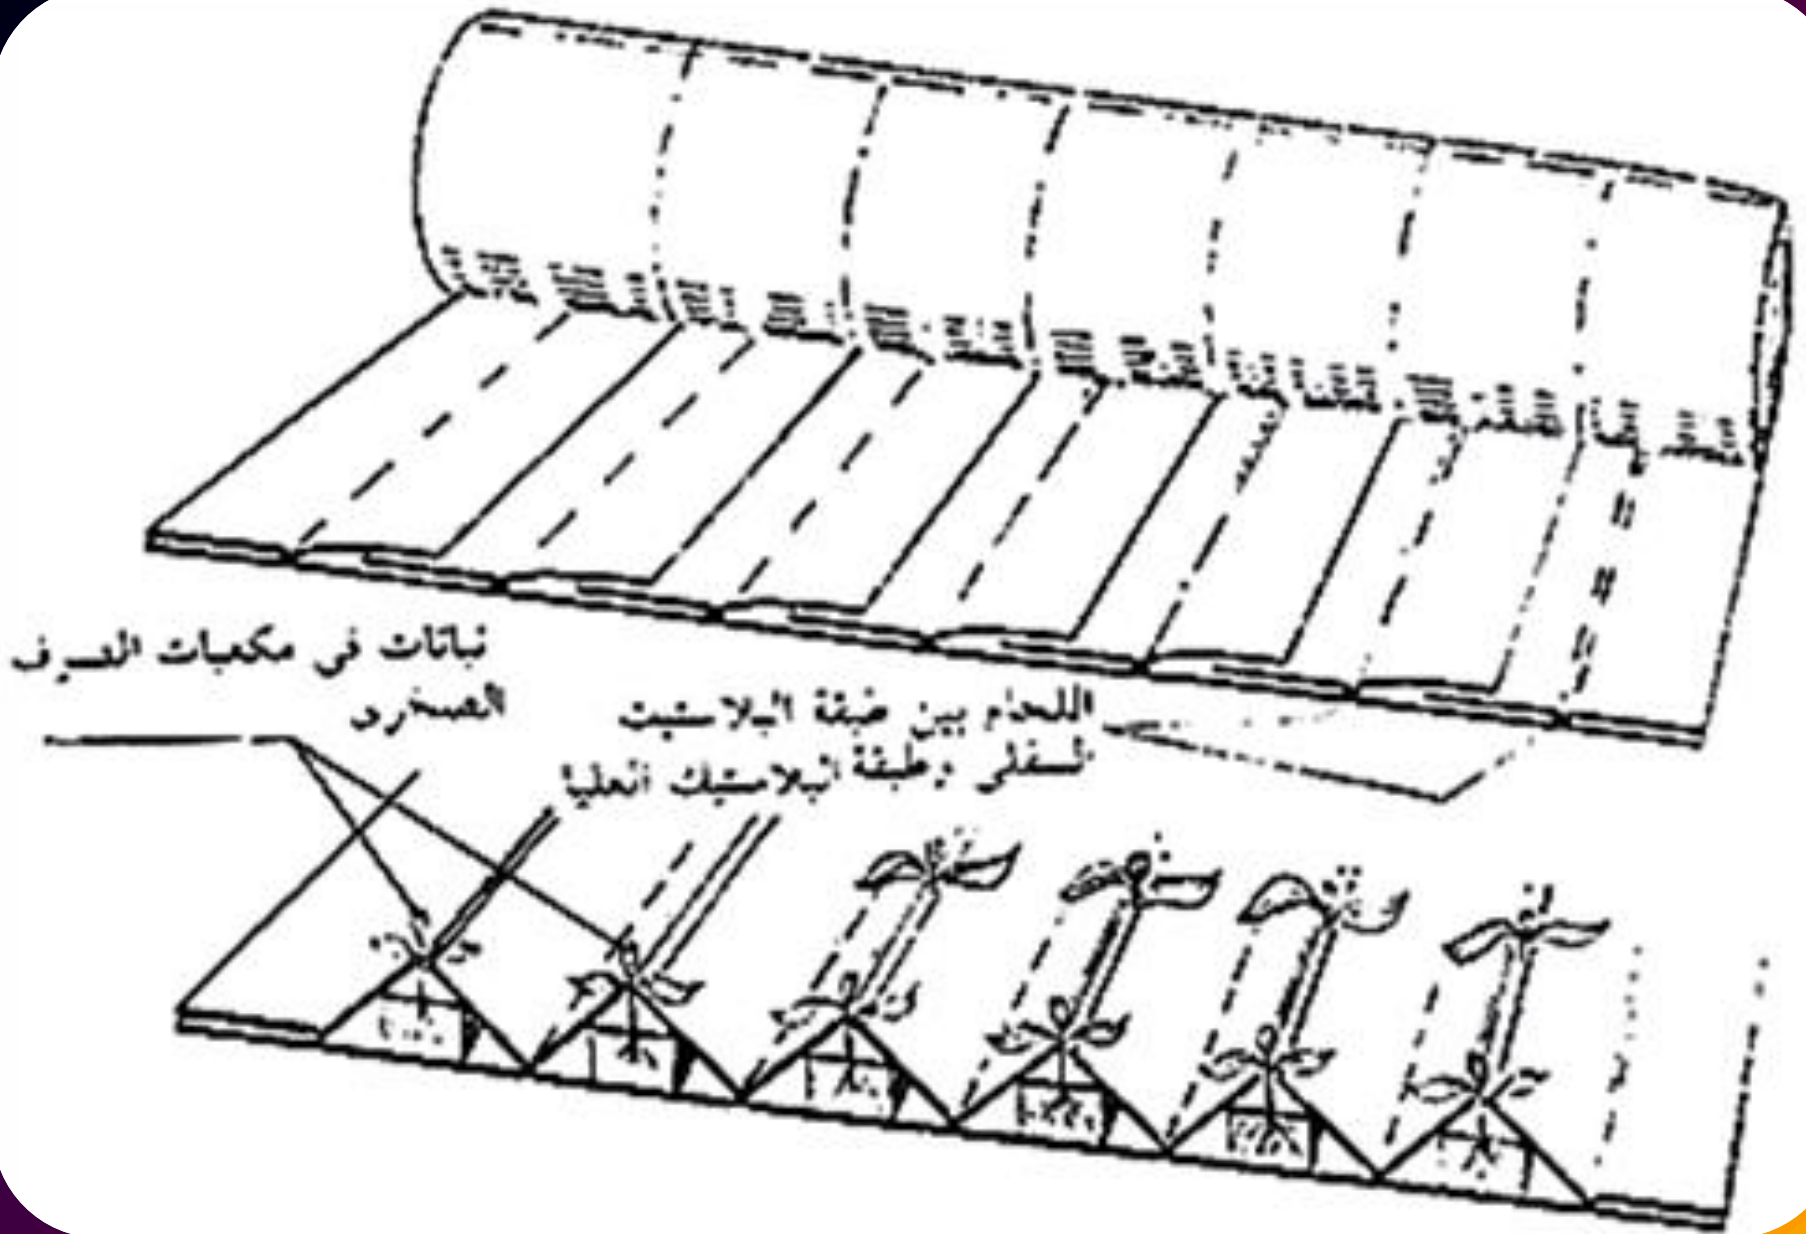 نباتات فى مكعبات الصوف
الصخرى
اللحام بين طبقة البلاستيك
السفلى وطبقة البلاستيك العليا